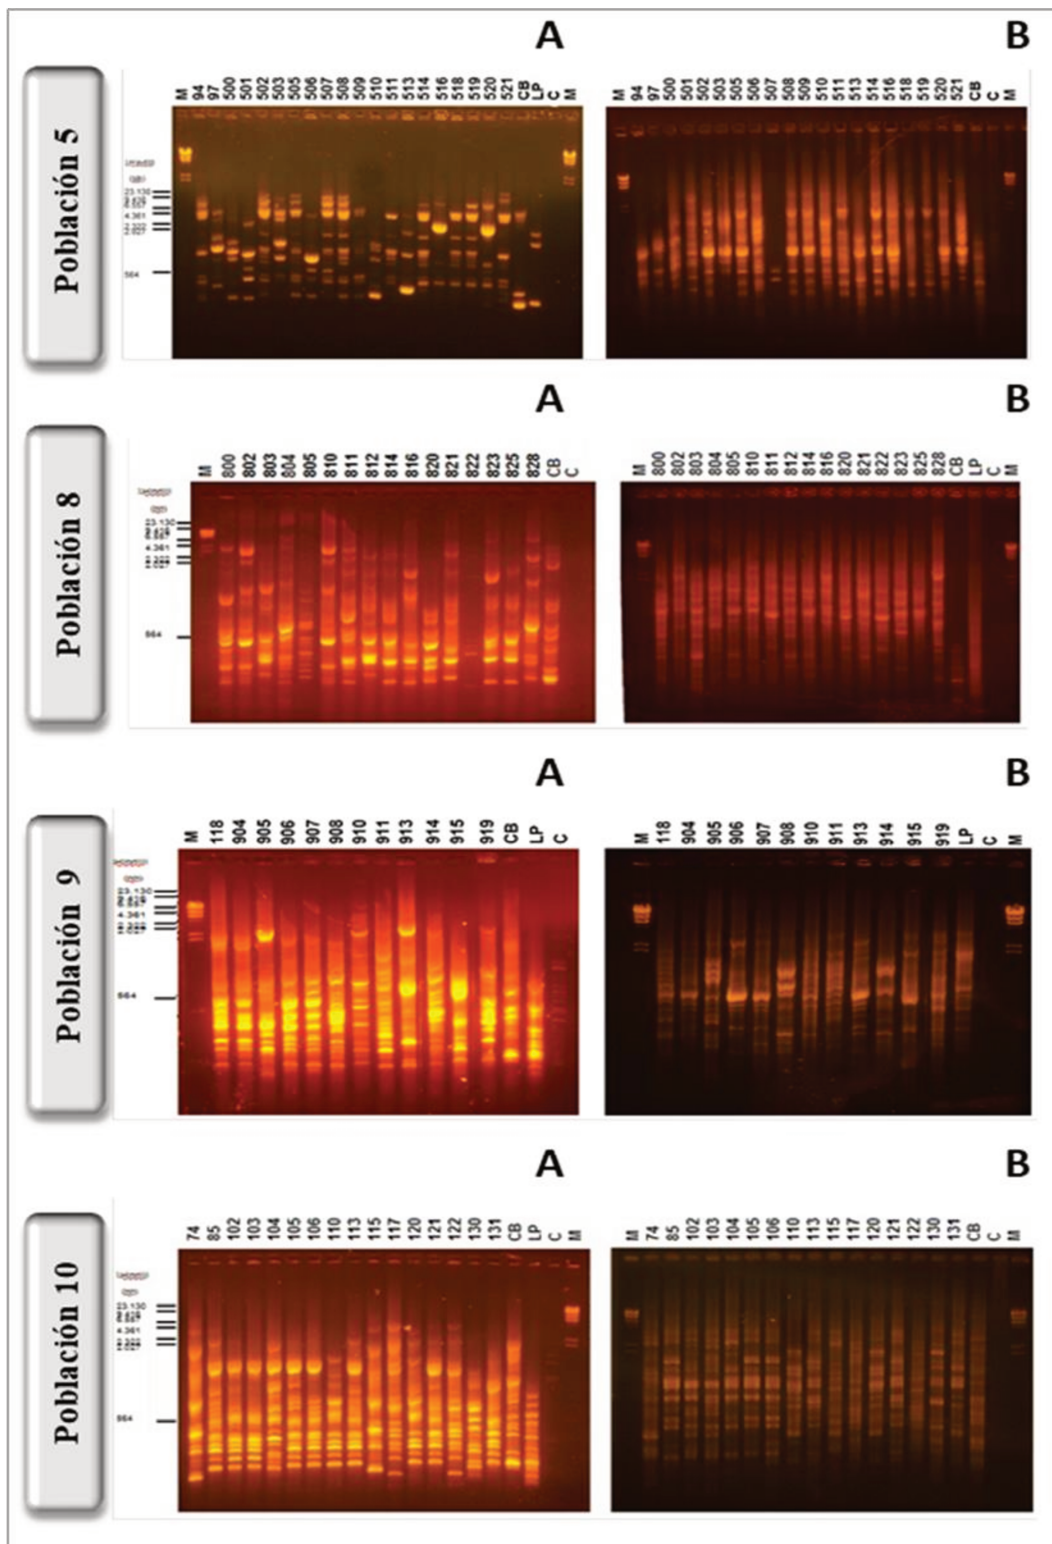 A
B
Población 5
M 94 97 500 501 502 503 505 506 507 508 509 510 511 513 514 516 518 519 520 521 CB LP C M
M 94 97 500 501 502 503 505 506 507 508 509 510 511 513 514 516 518 519 520 521 CB C M
23.130
4.361
564
A
B
Población 8
M 800 802 803 804 805 810 811 812 814 816 820 821 822 823 825 828 CB C
M 800 802 803 804 805 810 811 812 814 816 820 821 822 823 825 828 CB LP C M
23.130
4.361
564
A
B
Población 9
M 118 904 905 906 907 908 910 911 913 914 915 919 CB LP C
M 118 904 905 906 907 908 910 911 913 914 915 919 LP C M
23.130
4.361
564
A
B
Población 10
74 85 102 103 104 105 106 110 113 115 117 120 121 122 130 131 CB LP C M
M 74 85 102 103 104 105 106 110 113 115 117 120 121 122 130 131 CB C M
23.130
4.361
564